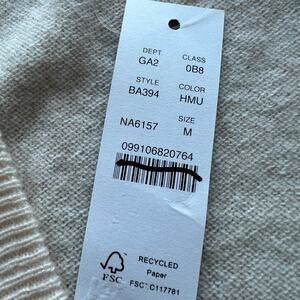 DEPT. CLASS
GA2 0B8
STYLE COLOR
BA394 HMU
SIZE
NA6157 M
099106820764
RECYCLED
Paper
FSC
FSC® C117781